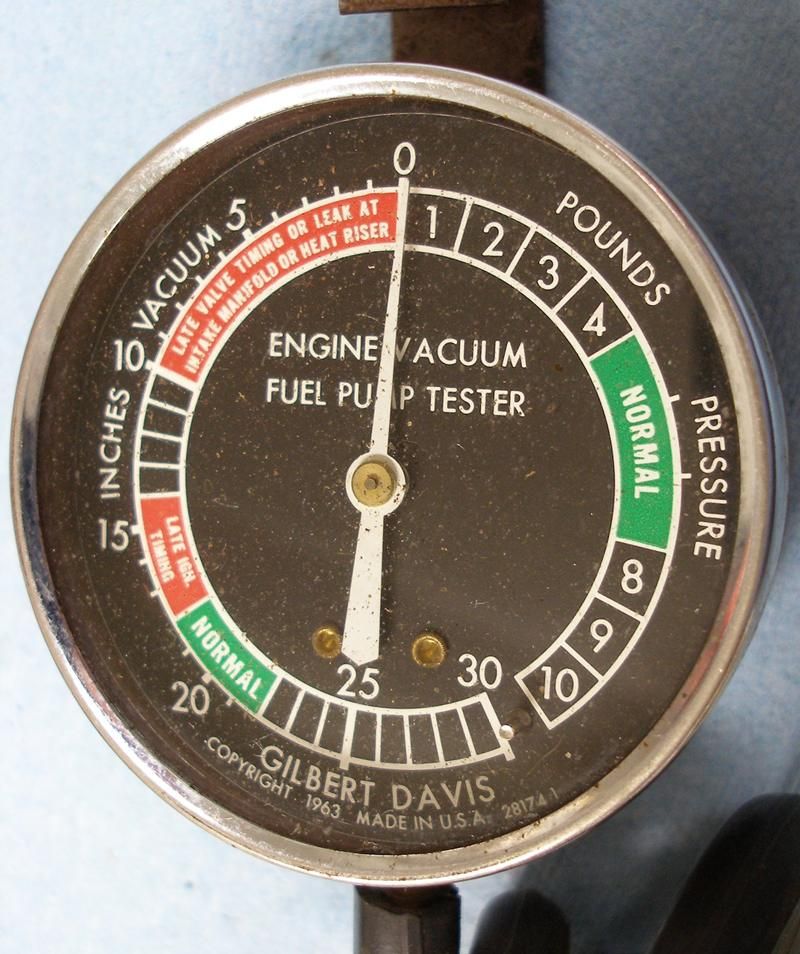 0
POUNDS
PRESSURE
1
2
3
4
NORMAL
8
9
10
INCHES VACUUM
5
10
15
20
25
30
LATE VALVE TIMING OR LEAK AT
INTAKE MANIFOLD OR HEAT RISER
LATE IGN.
TIMING
NORMAL
ENGINE VACUUM
FUEL PUMP TESTER
GILBERT DAVIS
COPYRIGHT 1963 MADE IN U.S.A. 28174 1